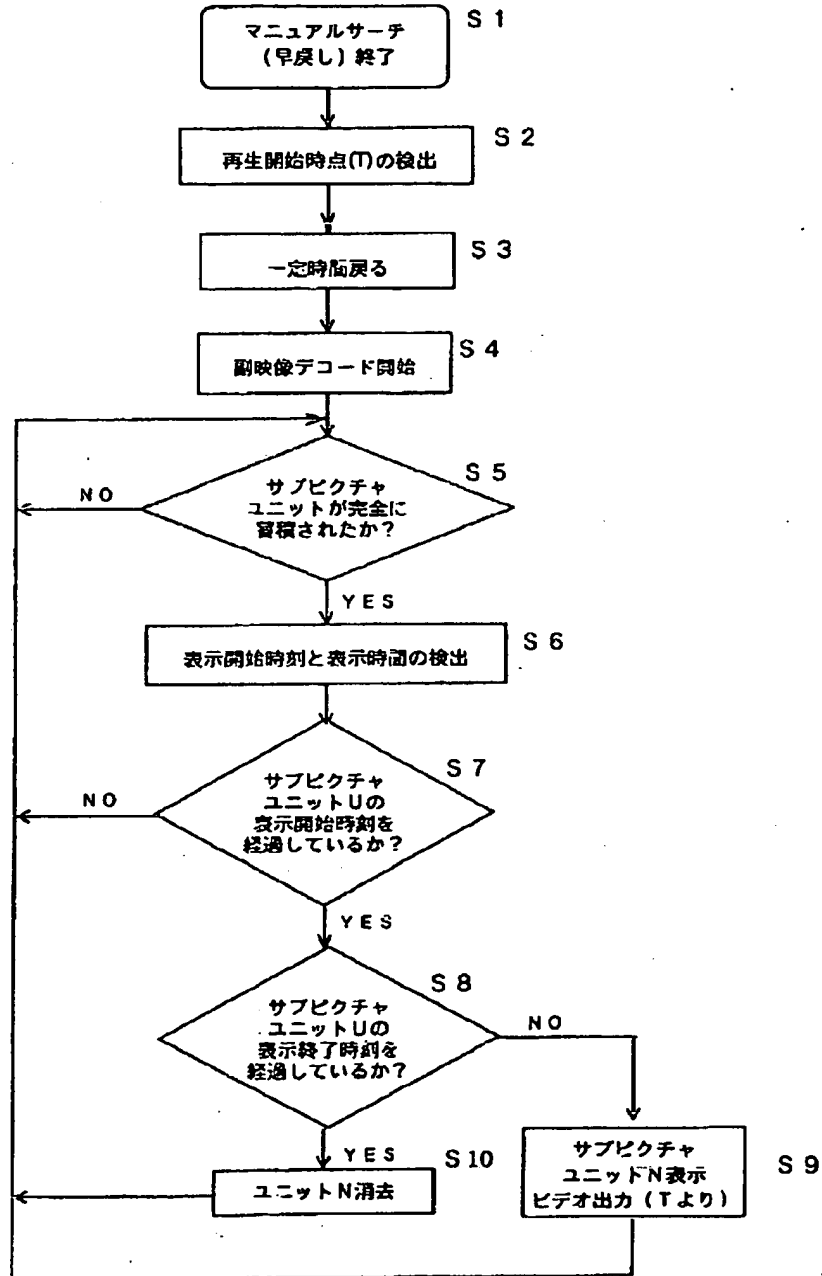 マニュアルサーチ
(早戻し) 終了
S 1
再生開始時点(T)の検出
S 2
一定時間戻る
S 3
副映像デコード開始
S 4
サブピクチャ
ユニットが完全に
蓄積されたか?
S 5
NO
YES
表示開始時刻と表示時間の検出
S 6
サブピクチャ
ユニットUの
表示開始時刻を
経過しているか?
S 7
NO
YES
サブピクチャ
ユニットUの
表示終了時刻を
経過しているか?
S 8
NO
YES
ユニットN消去
S 10
サブピクチャ
ユニットN表示
ビデオ出力 (Tより)
S 9